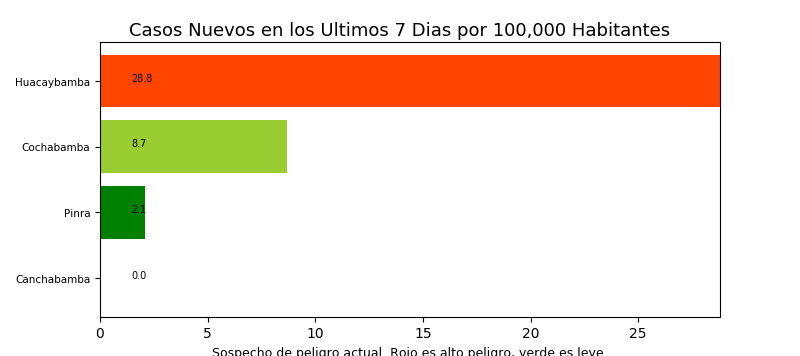 Casos Nuevos en los Ultimos 7 Dias por 100,000 Habitantes
Huacaybamba 28.8
Cochabamba 8.7
Pinra 2.1
Canchabamba 0.0
0 5 10 15 20 25
Sospecho de peligro actual. Rojo es alto peligro, verde es leve